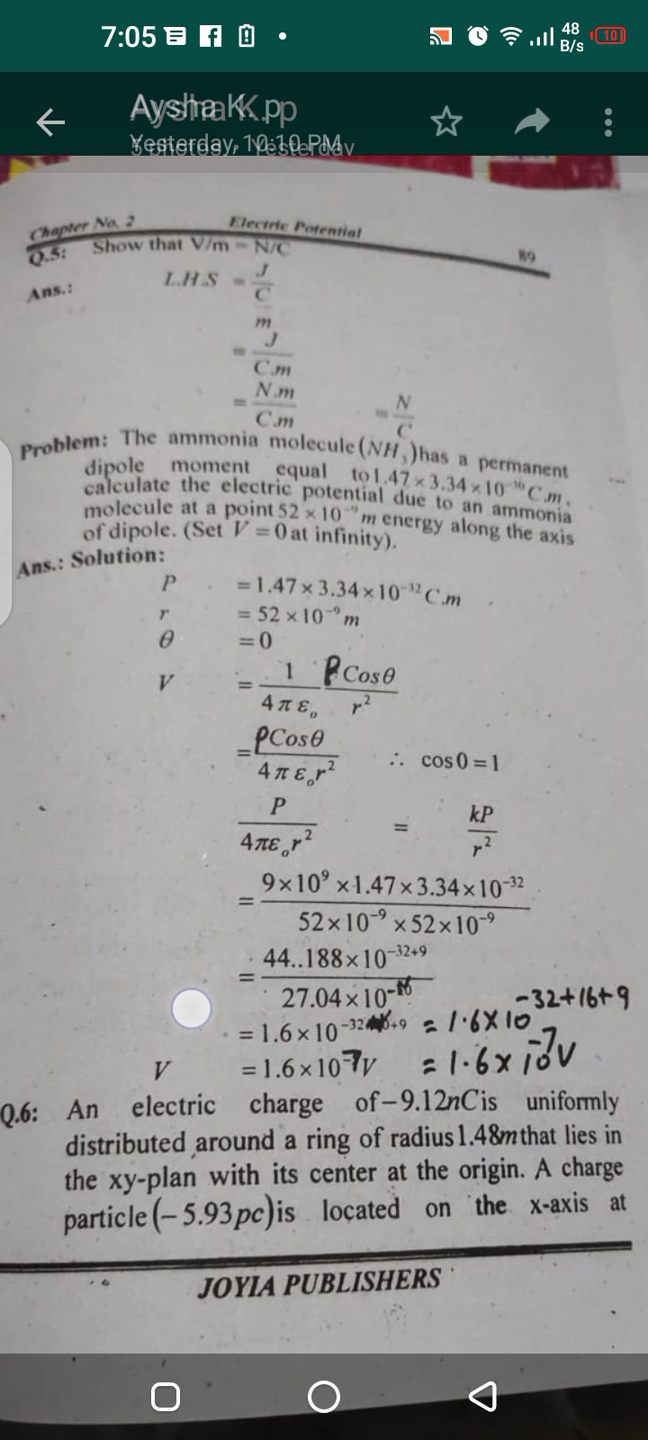 7:05 48 B/s 10
Aysha K. p
Yesterday, 10:10 PM
Chapter No. 2 Electric Potential 89
Q.5: Show that V/m = N/C
Ans.: L.H.S = J/C
m
= J/C.m
= N.m/C.m = N/C
Problem: The ammonia molecule (NH₃) has a permanent
dipole moment equal to 1.47 × 3.34 × 10⁻³⁰ C.m.
calculate the electric potential due to an ammonia
molecule at a point 52 × 10⁻⁹ m energy along the axis
of dipole. (Set V = 0 at infinity).
Ans.: Solution:
P = 1.47 × 3.34 × 10⁻³² C.m
r = 52 × 10⁻⁹ m
θ = 0
V = 1/4πε₀ PCosθ/r²
= PCosθ/4πε₀r² ∴ cos0 = 1
P/4πε₀r² = kP/r²
= 9×10⁹ ×1.47×3.34×10⁻³²/52×10⁻⁹ ×52×10⁻⁹
= 44..188×10⁻³²⁺⁹/27.04×10⁻¹⁶
-32+16+9
= 1.6×10⁻³² ⁺⁹ = 1.6×10
V = 1.6×10⁻⁷V = 1.6×10⁻⁷V
Q.6: An electric charge of -9.12nC is uniformly
distributed around a ring of radius 1.48m that lies in
the xy-plan with its center at the origin. A charge
particle (-5.93pc) is located on the x-axis at
JOYIA PUBLISHERS